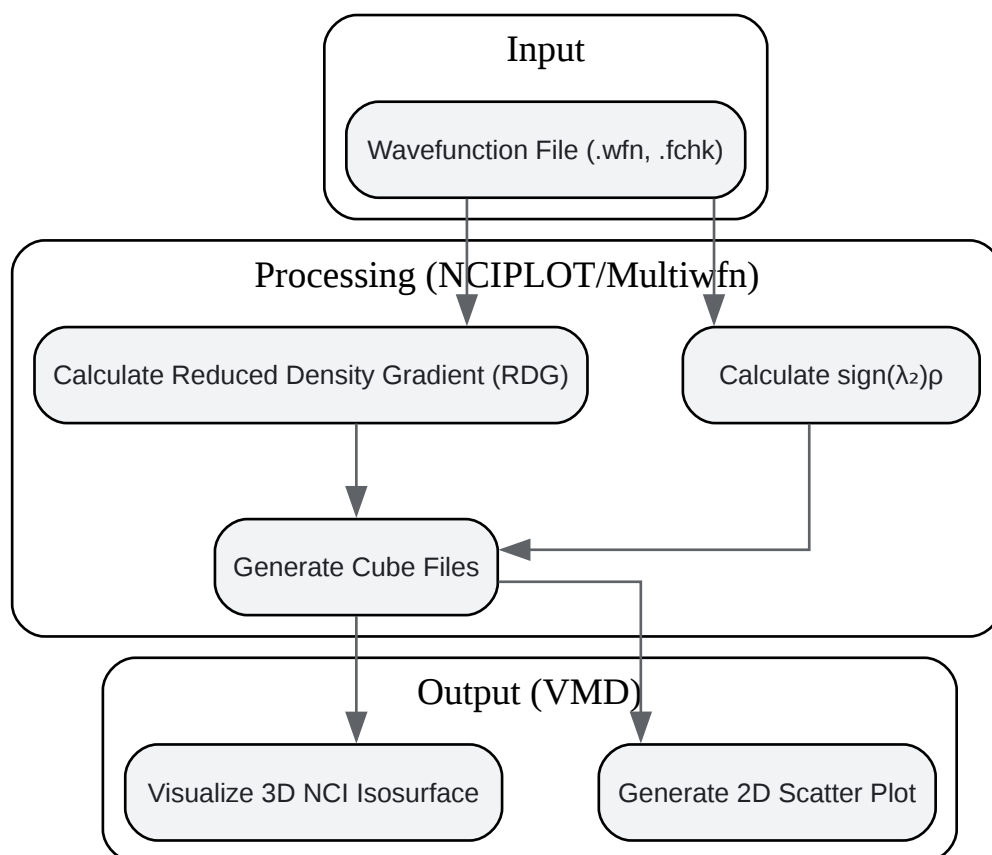 Input
Wavefunction File (.wfn, .fchk)
Processing (NCIPLOT/Multiwfn)
Calculate Reduced Density Gradient (RDG)
Calculate sign(λ₂)ρ
Generate Cube Files
Output (VMD)
Visualize 3D NCI Isosurface
Generate 2D Scatter Plot